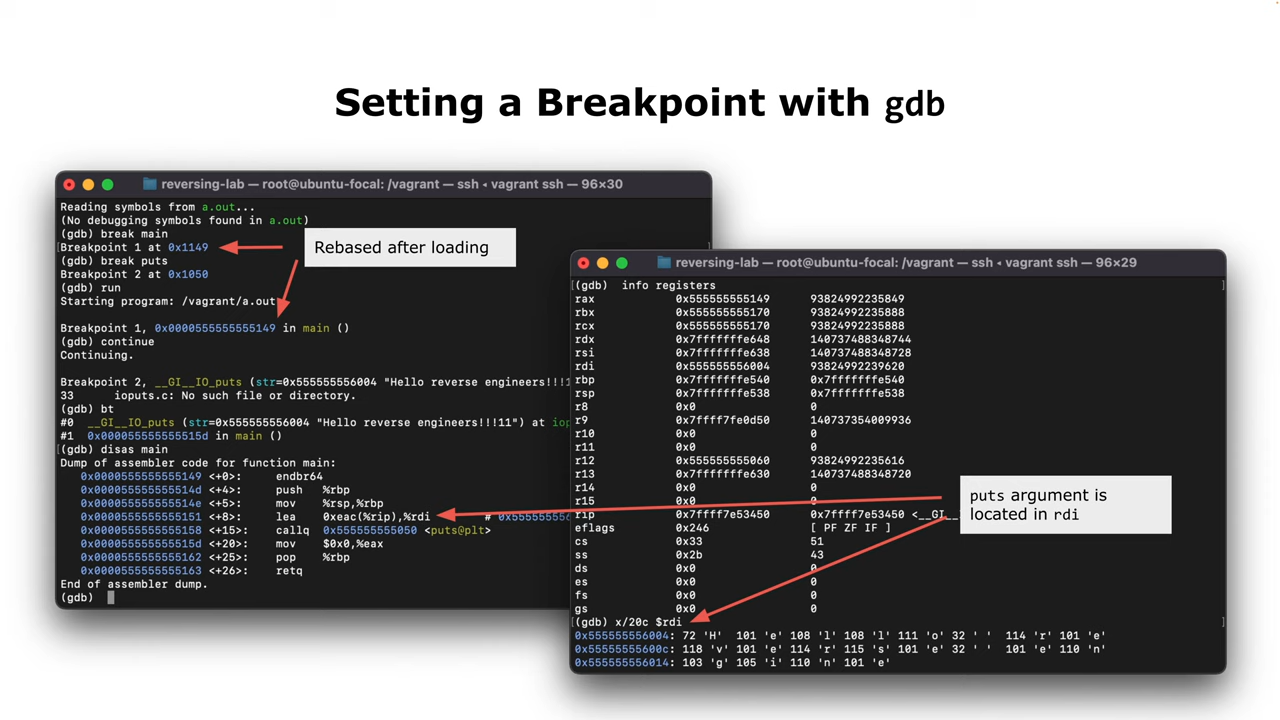 Setting a Breakpoint with gdb
reversing-lab — root@ubuntu-focal: /vagrant — ssh ◂ vagrant ssh — 96×30
Reading symbols from a.out...
(No debugging symbols found in a.out)
(gdb) break main
Breakpoint 1 at 0x1149
(gdb) break puts
Breakpoint 2 at 0x1050
(gdb) run
Starting program: /vagrant/a.out
Breakpoint 1, 0x0000555555555149 in main ()
(gdb) continue
Continuing.
Breakpoint 2, __GI__IO_puts (str=0x555555556004 "Hello reverse engineers!!!1
33 ioputs.c: No such file or directory.
(gdb) bt
#0 __GI__IO_puts (str=0x555555556004 "Hello reverse engineers!!!11") at iop
#1 0x000055555555515d in main ()
(gdb) disas main
Dump of assembler code for function main:
0x0000555555555149 <+0>: endbr64
0x000055555555514d <+4>: push %rbp
0x000055555555514e <+5>: mov %rsp,%rbp
0x0000555555555151 <+8>: lea 0xeac(%rip),%rdi # 0x5555555556
0x0000555555555158 <+15>: callq 0x555555555050 <puts@plt>
0x000055555555515d <+20>: mov $0x0,%eax
0x0000555555555162 <+25>: pop %rbp
0x0000555555555163 <+26>: retq
End of assembler dump.
(gdb)
Rebased after loading
reversing-lab — root@ubuntu-focal: /vagrant — ssh ◂ vagrant ssh — 96×29
(gdb) info registers
rax 0x555555555149 93824992235849
rbx 0x555555555170 93824992235888
rcx 0x555555555170 93824992235888
rdx 0x7fffffffe648 140737488348744
rsi 0x7fffffffe638 140737488348728
rdi 0x555555556004 93824992239620
rbp 0x7fffffffe540 0x7fffffffe540
rsp 0x7fffffffe538 0x7fffffffe538
r8 0x0 0
r9 0x7ffff7fe0d50 140737354009936
r10 0x0 0
r11 0x0 0
r12 0x555555555060 93824992235616
r13 0x7fffffffe630 140737488348720
r14 0x0 0
r15 0x0 0
rip 0x7ffff7e53450 0x7ffff7e53450 <__GI__
eflags 0x246 [ PF ZF IF ]
cs 0x33 51
ss 0x2b 43
ds 0x0 0
es 0x0 0
fs 0x0 0
gs 0x0 0
(gdb) x/20c $rdi
0x555555556004: 72 'H' 101 'e' 108 'l' 108 'l' 111 'o' 32 ' ' 114 'r' 101 'e'
0x55555555600c: 118 'v' 101 'e' 114 'r' 115 's' 101 'e' 32 ' ' 101 'e' 110 'n'
0x555555556014: 103 'g' 105 'i' 110 'n' 101 'e'
puts argument is
located in rdi